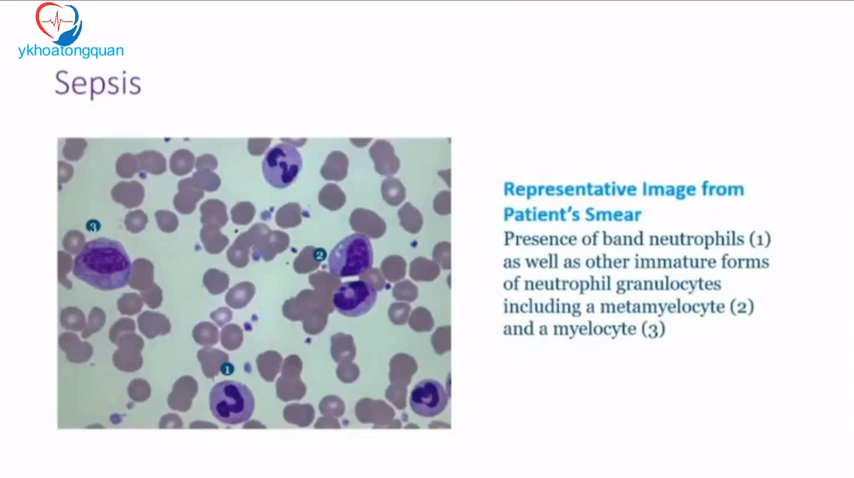 ykhoatongquan
Sepsis
3
2
1
Representative Image from
Patient's Smear
Presence of band neutrophils (1)
as well as other immature forms
of neutrophil granulocytes
including a metamyelocyte (2)
and a myelocyte (3)